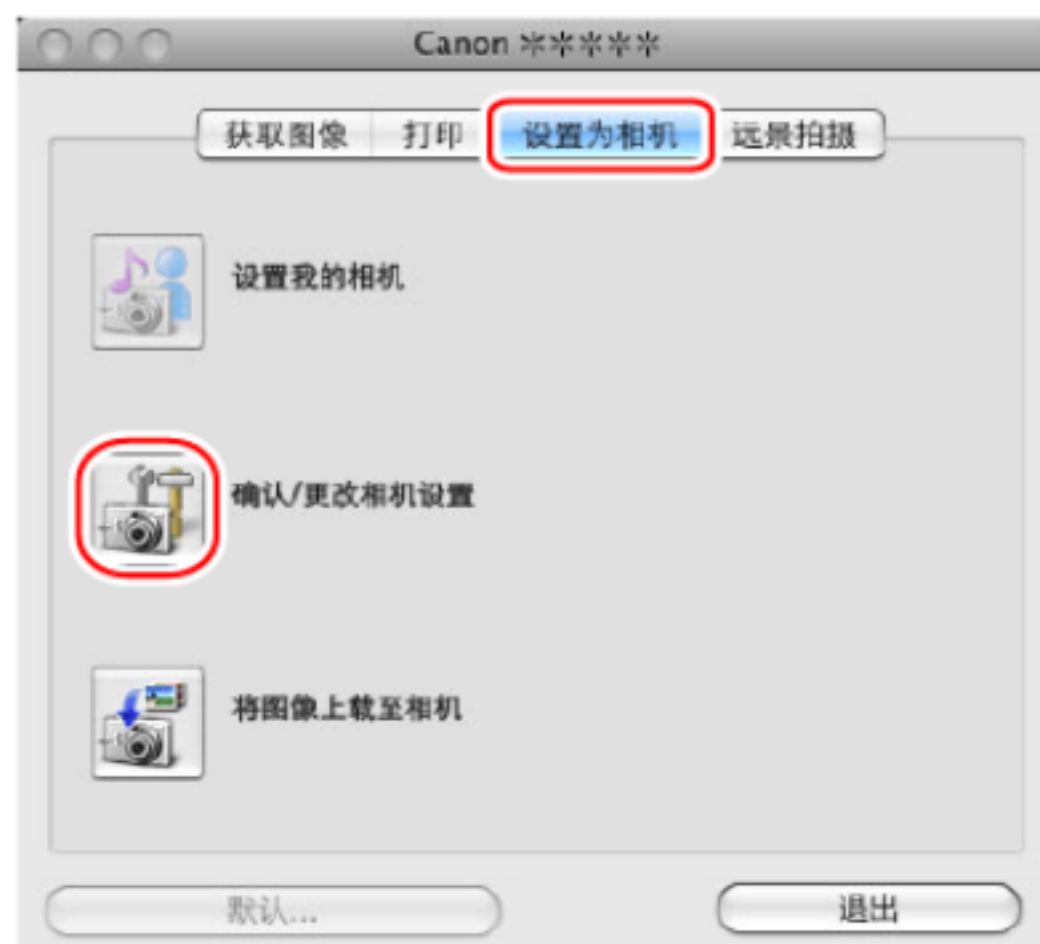 Canon *****
获取图像 打印 设置为相机 远景拍摄
设置我的相机
确认/更改相机设置
将图像上载至相机
默认... 退出